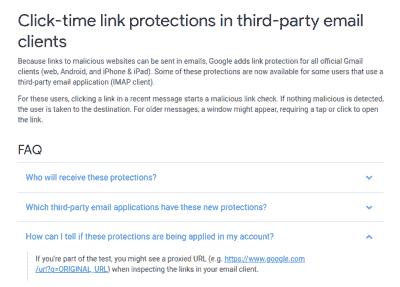 Click-time link protections in third-party email
clients
Because links to malicious websites can be sent in emails, Google adds link protection for all official Gmail
clients (web, Android, and iPhone & iPad). Some of these protections are now available for some users that use a
third-party email application (IMAP client).
For these users, clicking a link in a recent message starts a malicious link check. If nothing malicious is detected,
the user is taken to the destination. For older messages, a window might appear, requiring a tap or click to open
the link.
FAQ
Who will receive these protections?
Which third-party email applications have these new protections?
How can I tell if these protections are being applied in my account?
If you're part of the test, you might see a proxied URL (e.g. https://www.google.com
/url?q=ORIGINAL_URL) when inspecting the links in your email client.